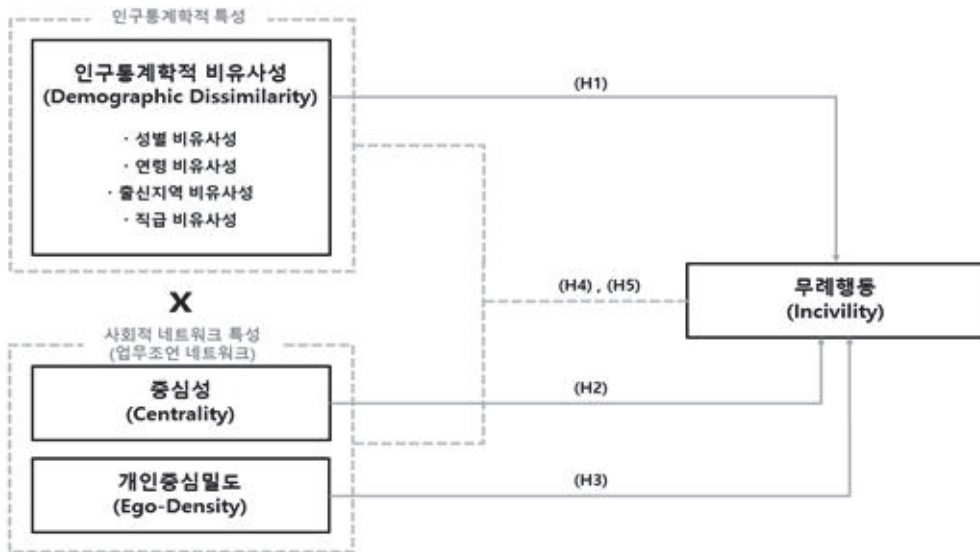 인구통계학적 특성
인구통계학적 비유사성
(Demographic Dissimilarity)
· 성별 비유사성
· 연령 비유사성
· 출신지역 비유사성
· 직급 비유사성
(H1)
X
(H4) , (H5)
무례행동
(Incivility)
사회적 네트워크 특성
(업무조언 네트워크)
중심성
(Centrality)
(H2)
개인중심밀도
(Ego-Density)
(H3)